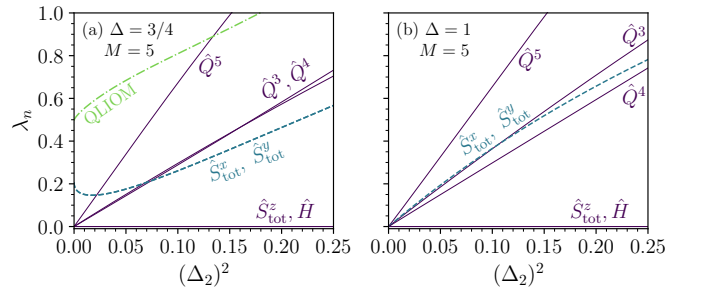 (a) Δ = 3/4
M = 5
Q̂⁵
Q̂³, Q̂⁴
QLIOM
Ŝˣₜₒₜ, Ŝʸₜₒₜ
Ŝᶻₜₒₜ, Ĥ
λₙ
1.0
0.8
0.6
0.4
0.2
0.0
0.00 0.05 0.10 0.15 0.20 0.25
(Δ₂)²
(b) Δ = 1
M = 5
Q̂³
Q̂⁵
Q̂⁴
Ŝˣₜₒₜ, Ŝʸₜₒₜ
Ŝᶻₜₒₜ, Ĥ
0.00 0.05 0.10 0.15 0.20 0.25
(Δ₂)²